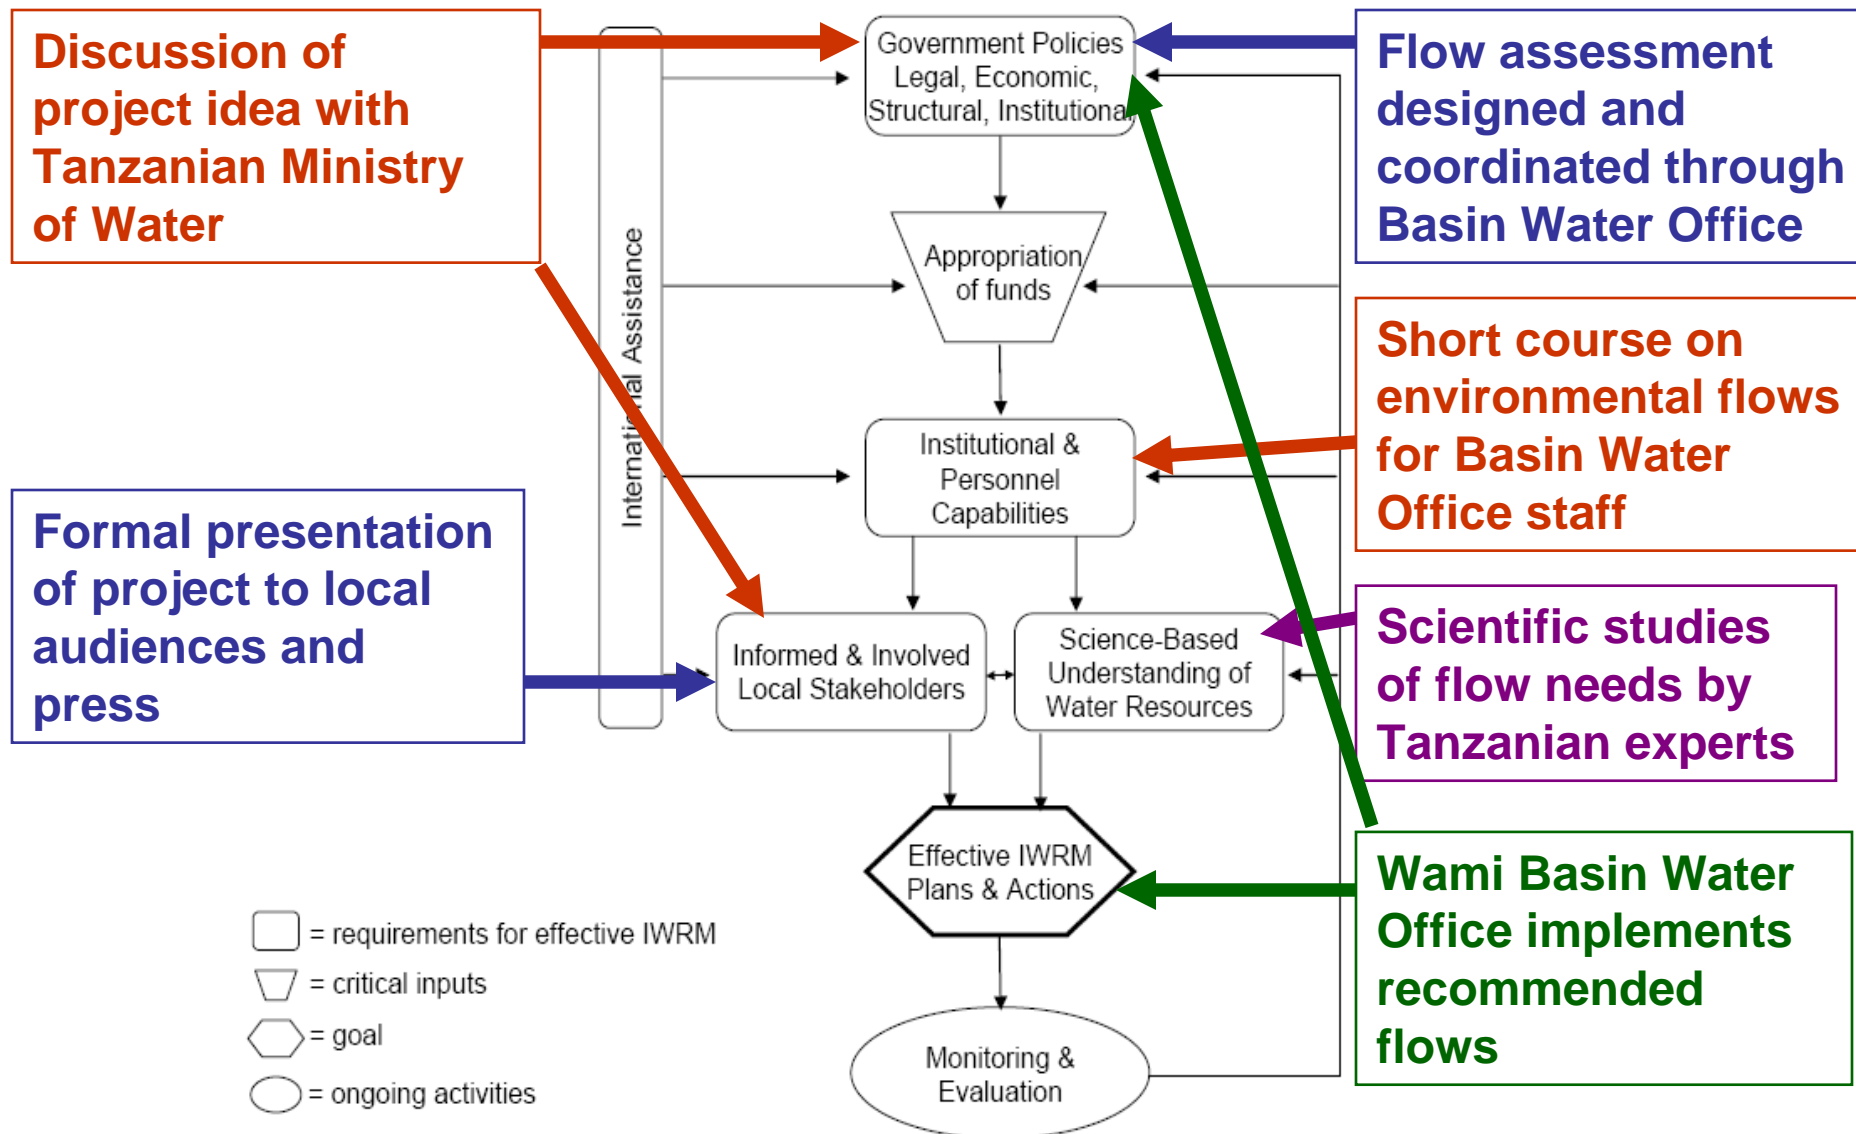 Discussion of
project idea with
Tanzanian Ministry
of Water
Formal presentation
of project to local
audiences and
press
International Assistance
Government Policies
Legal, Economic,
Structural, Institutional
Appropriation
of funds
Institutional &
Personnel
Capabilities
Informed & Involved
Local Stakeholders
Science-Based
Understanding of
Water Resources
Effective IWRM
Plans & Actions
Monitoring &
Evaluation
Flow assessment
designed and
coordinated through
Basin Water Office
Short course on
environmental flows
for Basin Water
Office staff
Scientific studies
of flow needs by
Tanzanian experts
Wami Basin Water
Office implements
recommended
flows
= requirements for effective IWRM
= critical inputs
= goal
= ongoing activities